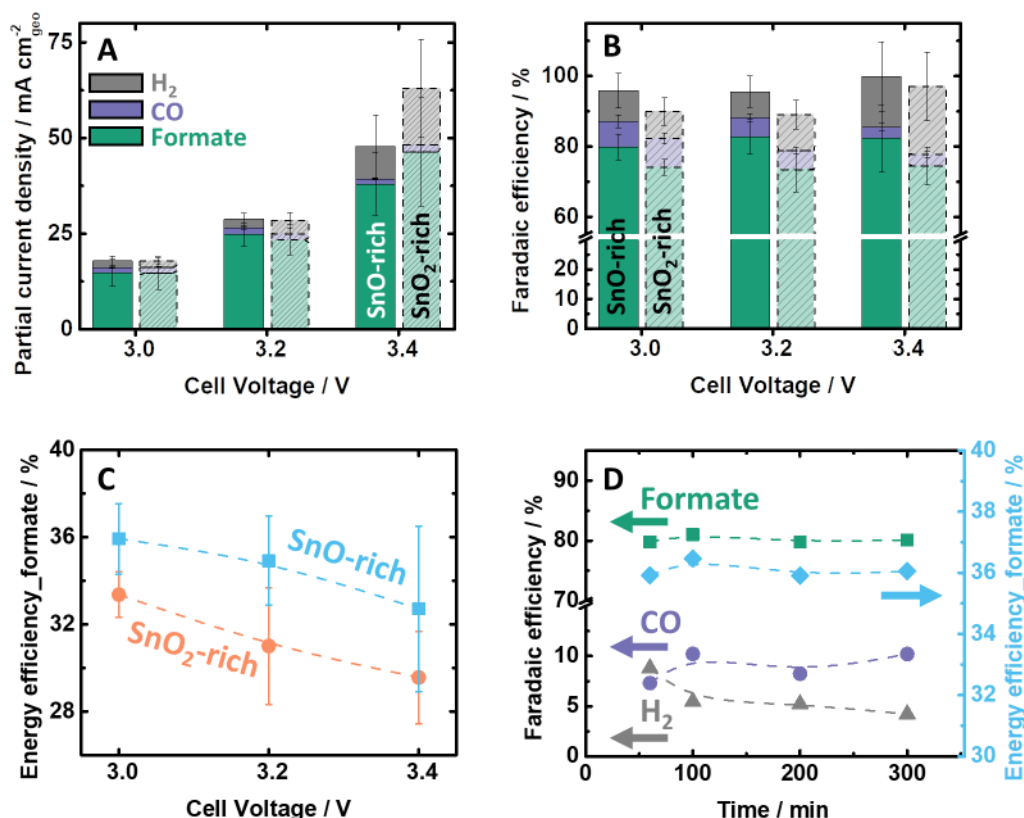 A
Partial current density / mA cm⁻²geo
75
50
25
0
H₂
CO
Formate
SnO-rich
SnO₂-rich
3.0 3.2 3.4
Cell Voltage / V
B
Faradaic efficiency / %
100
80
60
20
10
0
SnO-rich
SnO₂-rich
3.0 3.2 3.4
Cell Voltage / V
C
Energy efficiency_formate / %
40
36
32
28
SnO-rich
SnO₂-rich
3.0 3.2 3.4
Cell Voltage / V
D
Faradaic efficiency / %
90
80
70
10
5
0
Formate
CO
H₂
40
38
36
34
32
30
Energy efficiency_formate / %
0 100 200 300
Time / min